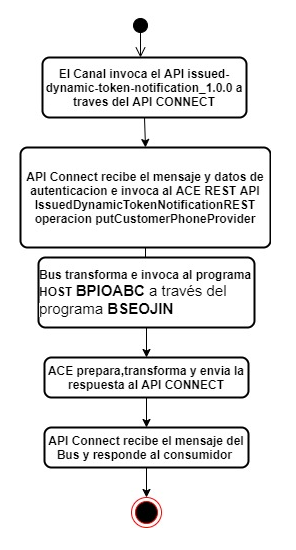 El Canal invoca el API issued-
dynamic-token-notification_1.0.0 a
traves del API CONNECT
API Connect recibe el mensaje y datos de
autenticacion e invoca al ACE REST API
IssuedDynamicTokenNotificationREST
operacion putCustomerPhoneProvider
Bus transforma e invoca al programa
HOST BPIOABC a través del
programa BSEOJIN
ACE prepara,transforma y envia la
respuesta al API CONNECT
API Connect recibe el mensaje del
Bus y responde al consumidor